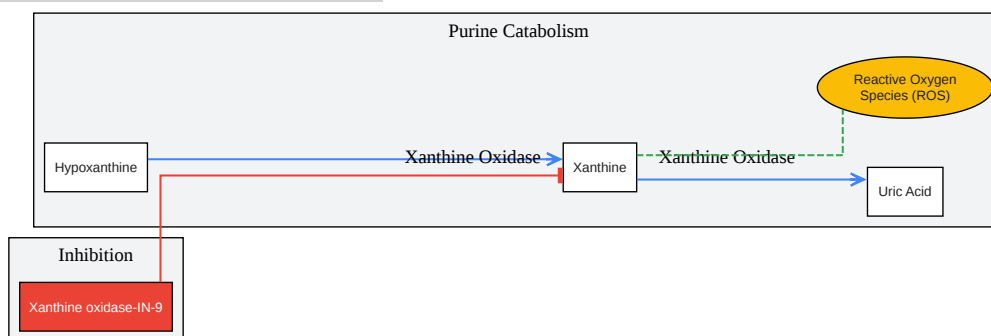 Purine Catabolism
Reactive Oxygen
Species (ROS)
Hypoxanthine
Xanthine Oxidase
Xanthine
Xanthine Oxidase
Uric Acid
Inhibition
Xanthine oxidase-IN-9